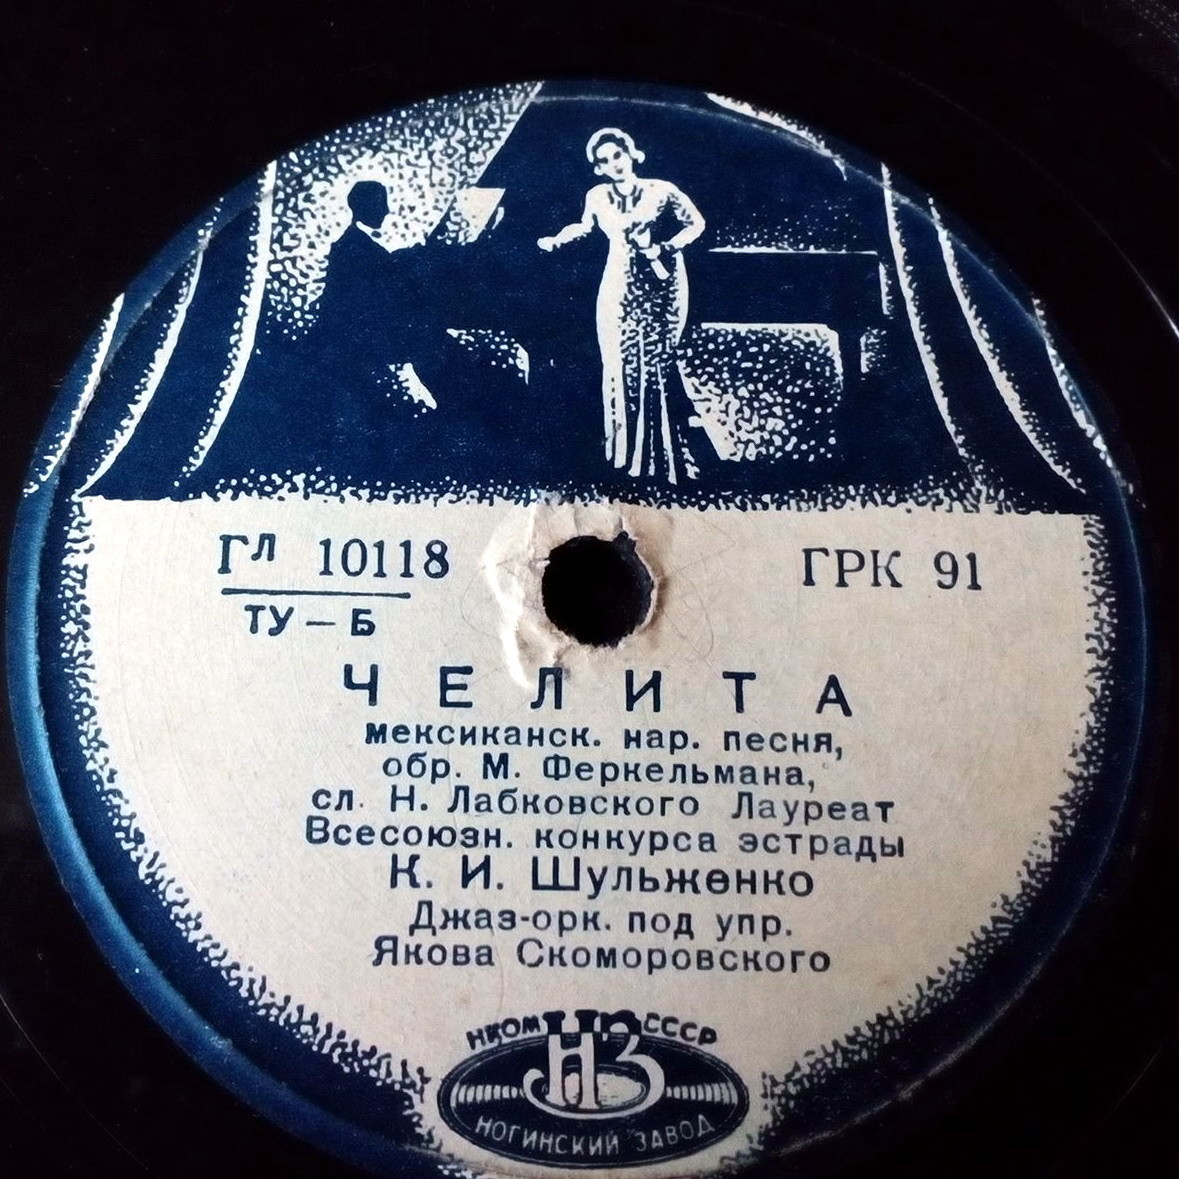 Гл 10118 ГРК 91
ТУ—Б
ЧЕЛИТА
мексиканск. нар. песня,
обр. М. Феркельмана,
сл. Н. Лабковского Лауреат
Всесоюзн. конкурса эстрады
К. И. Шульженко
Джаз-орк. под упр.
Якова Скоморовского
НКОМ НЗ СССР
НОГИНСКИЙ ЗАВОД